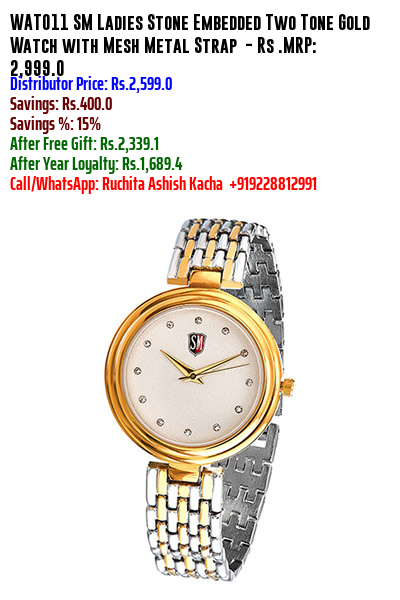 WAT011 SM Ladies Stone Embedded Two Tone Gold
Watch with Mesh Metal Strap - Rs .MRP:
2,999.0
Distributor Price: Rs.2,599.0
Savings: Rs.400.0
Savings %: 15%
After Free Gift: Rs.2,339.1
After Year Loyalty: Rs.1,689.4
Call/WhatsApp: Ruchita Ashish Kacha +919228812991
SM